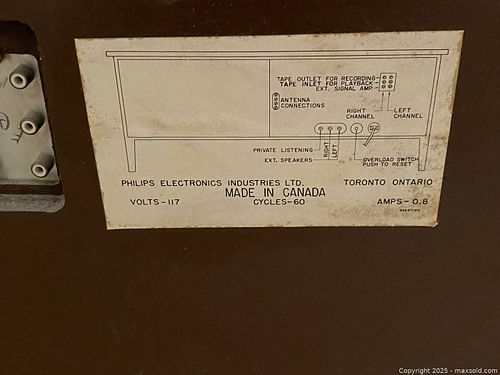 TAPE OUTLET FOR RECORDING
TAPE INLET FOR PLAYBACK
EXT. SIGNAL AMP.
ANTENNA
CONNECTIONS
RIGHT
CHANNEL
LEFT
CHANNEL
PRIVATE LISTENING
RIGHT
LEFT
EXT. SPEAKERS
OVERLOAD SWITCH
PUSH TO RESET
PHILIPS ELECTRONICS INDUSTRIES LTD. TORONTO ONTARIO
MADE IN CANADA
VOLTS-117 CYCLES-60 AMPS-0.8
Copyright © 2025 - maxsold.com